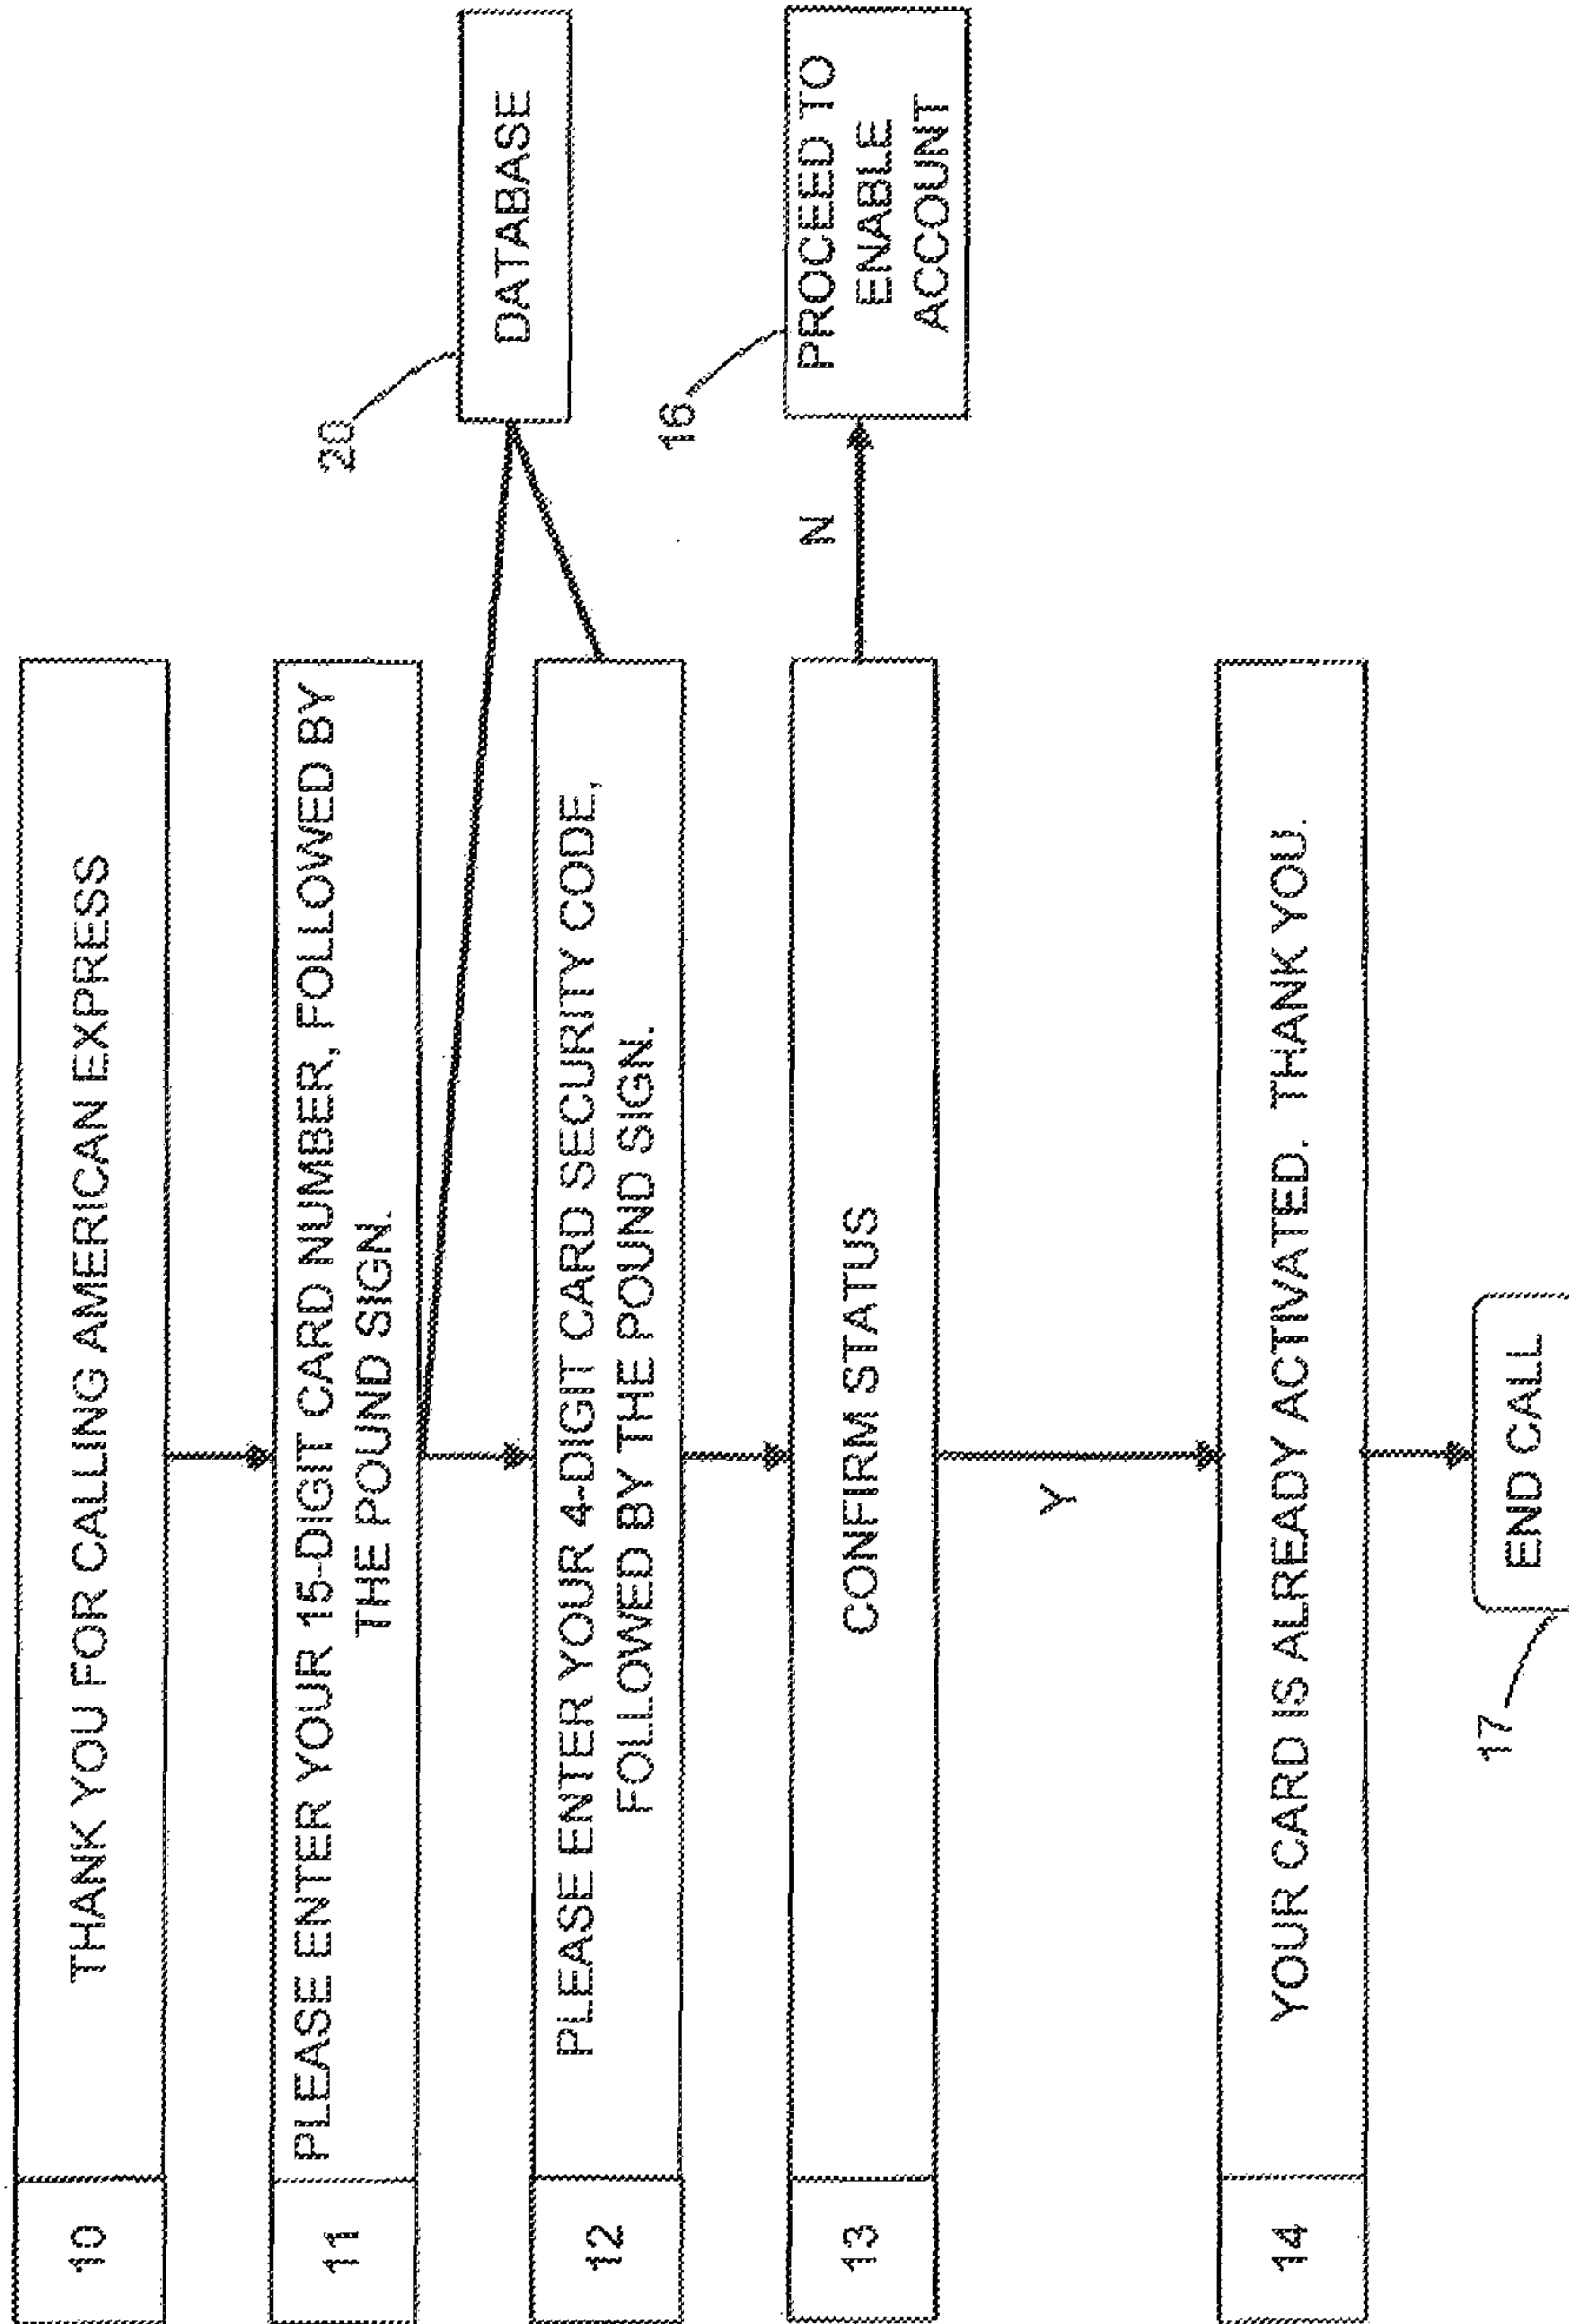 10
THANK YOU FOR CALLING AMERICAN EXPRESS
11
PLEASE ENTER YOUR 15-DIGIT CARD NUMBER, FOLLOWED BY
THE POUND SIGN.
20
DATABASE
12
PLEASE ENTER YOUR 4-DIGIT CARD SECURITY CODE,
FOLLOWED BY THE POUND SIGN.
13
CONFIRM STATUS
N
16
PROCEED TO
ENABLE
ACCOUNT
Y
14
YOUR CARD IS ALREADY ACTIVATED. THANK YOU.
17
END CALL